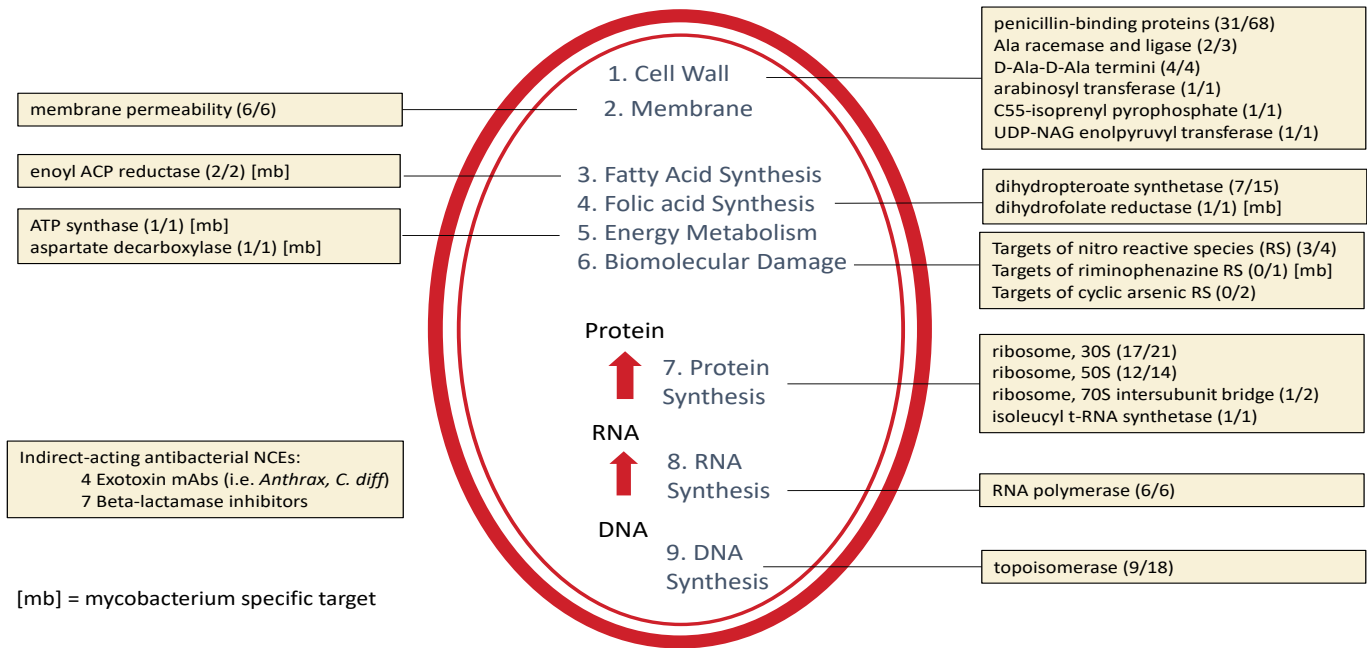 1. Cell Wall
2. Membrane
3. Fatty Acid Synthesis
4. Folic acid Synthesis
5. Energy Metabolism
6. Biomolecular Damage
Protein
7. Protein
Synthesis
RNA
8. RNA
Synthesis
DNA
9. DNA
Synthesis
membrane permeability (6/6)
enoyl ACP reductase (2/2) [mb]
ATP synthase (1/1) [mb]
aspartate decarboxylase (1/1) [mb]
Indirect-acting antibacterial NCEs:
4 Exotoxin mAbs (i.e. Anthrax, C. diff)
7 Beta-lactamase inhibitors
[mb] = mycobacterium specific target
penicillin-binding proteins (31/68)
Ala racemase and ligase (2/3)
D-Ala-D-Ala termini (4/4)
arabinosyl transferase (1/1)
C55-isoprenyl pyrophosphate (1/1)
UDP-NAG enolpyruvyl transferase (1/1)
dihydropteroate synthetase (7/15)
dihydrofolate reductase (1/1) [mb]
Targets of nitro reactive species (RS) (3/4)
Targets of riminophenazine RS (0/1) [mb]
Targets of cyclic arsenic RS (0/2)
ribosome, 30S (17/21)
ribosome, 50S (12/14)
ribosome, 70S intersubunit bridge (1/2)
isoleucyl t-RNA synthetase (1/1)
RNA polymerase (6/6)
topoisomerase (9/18)